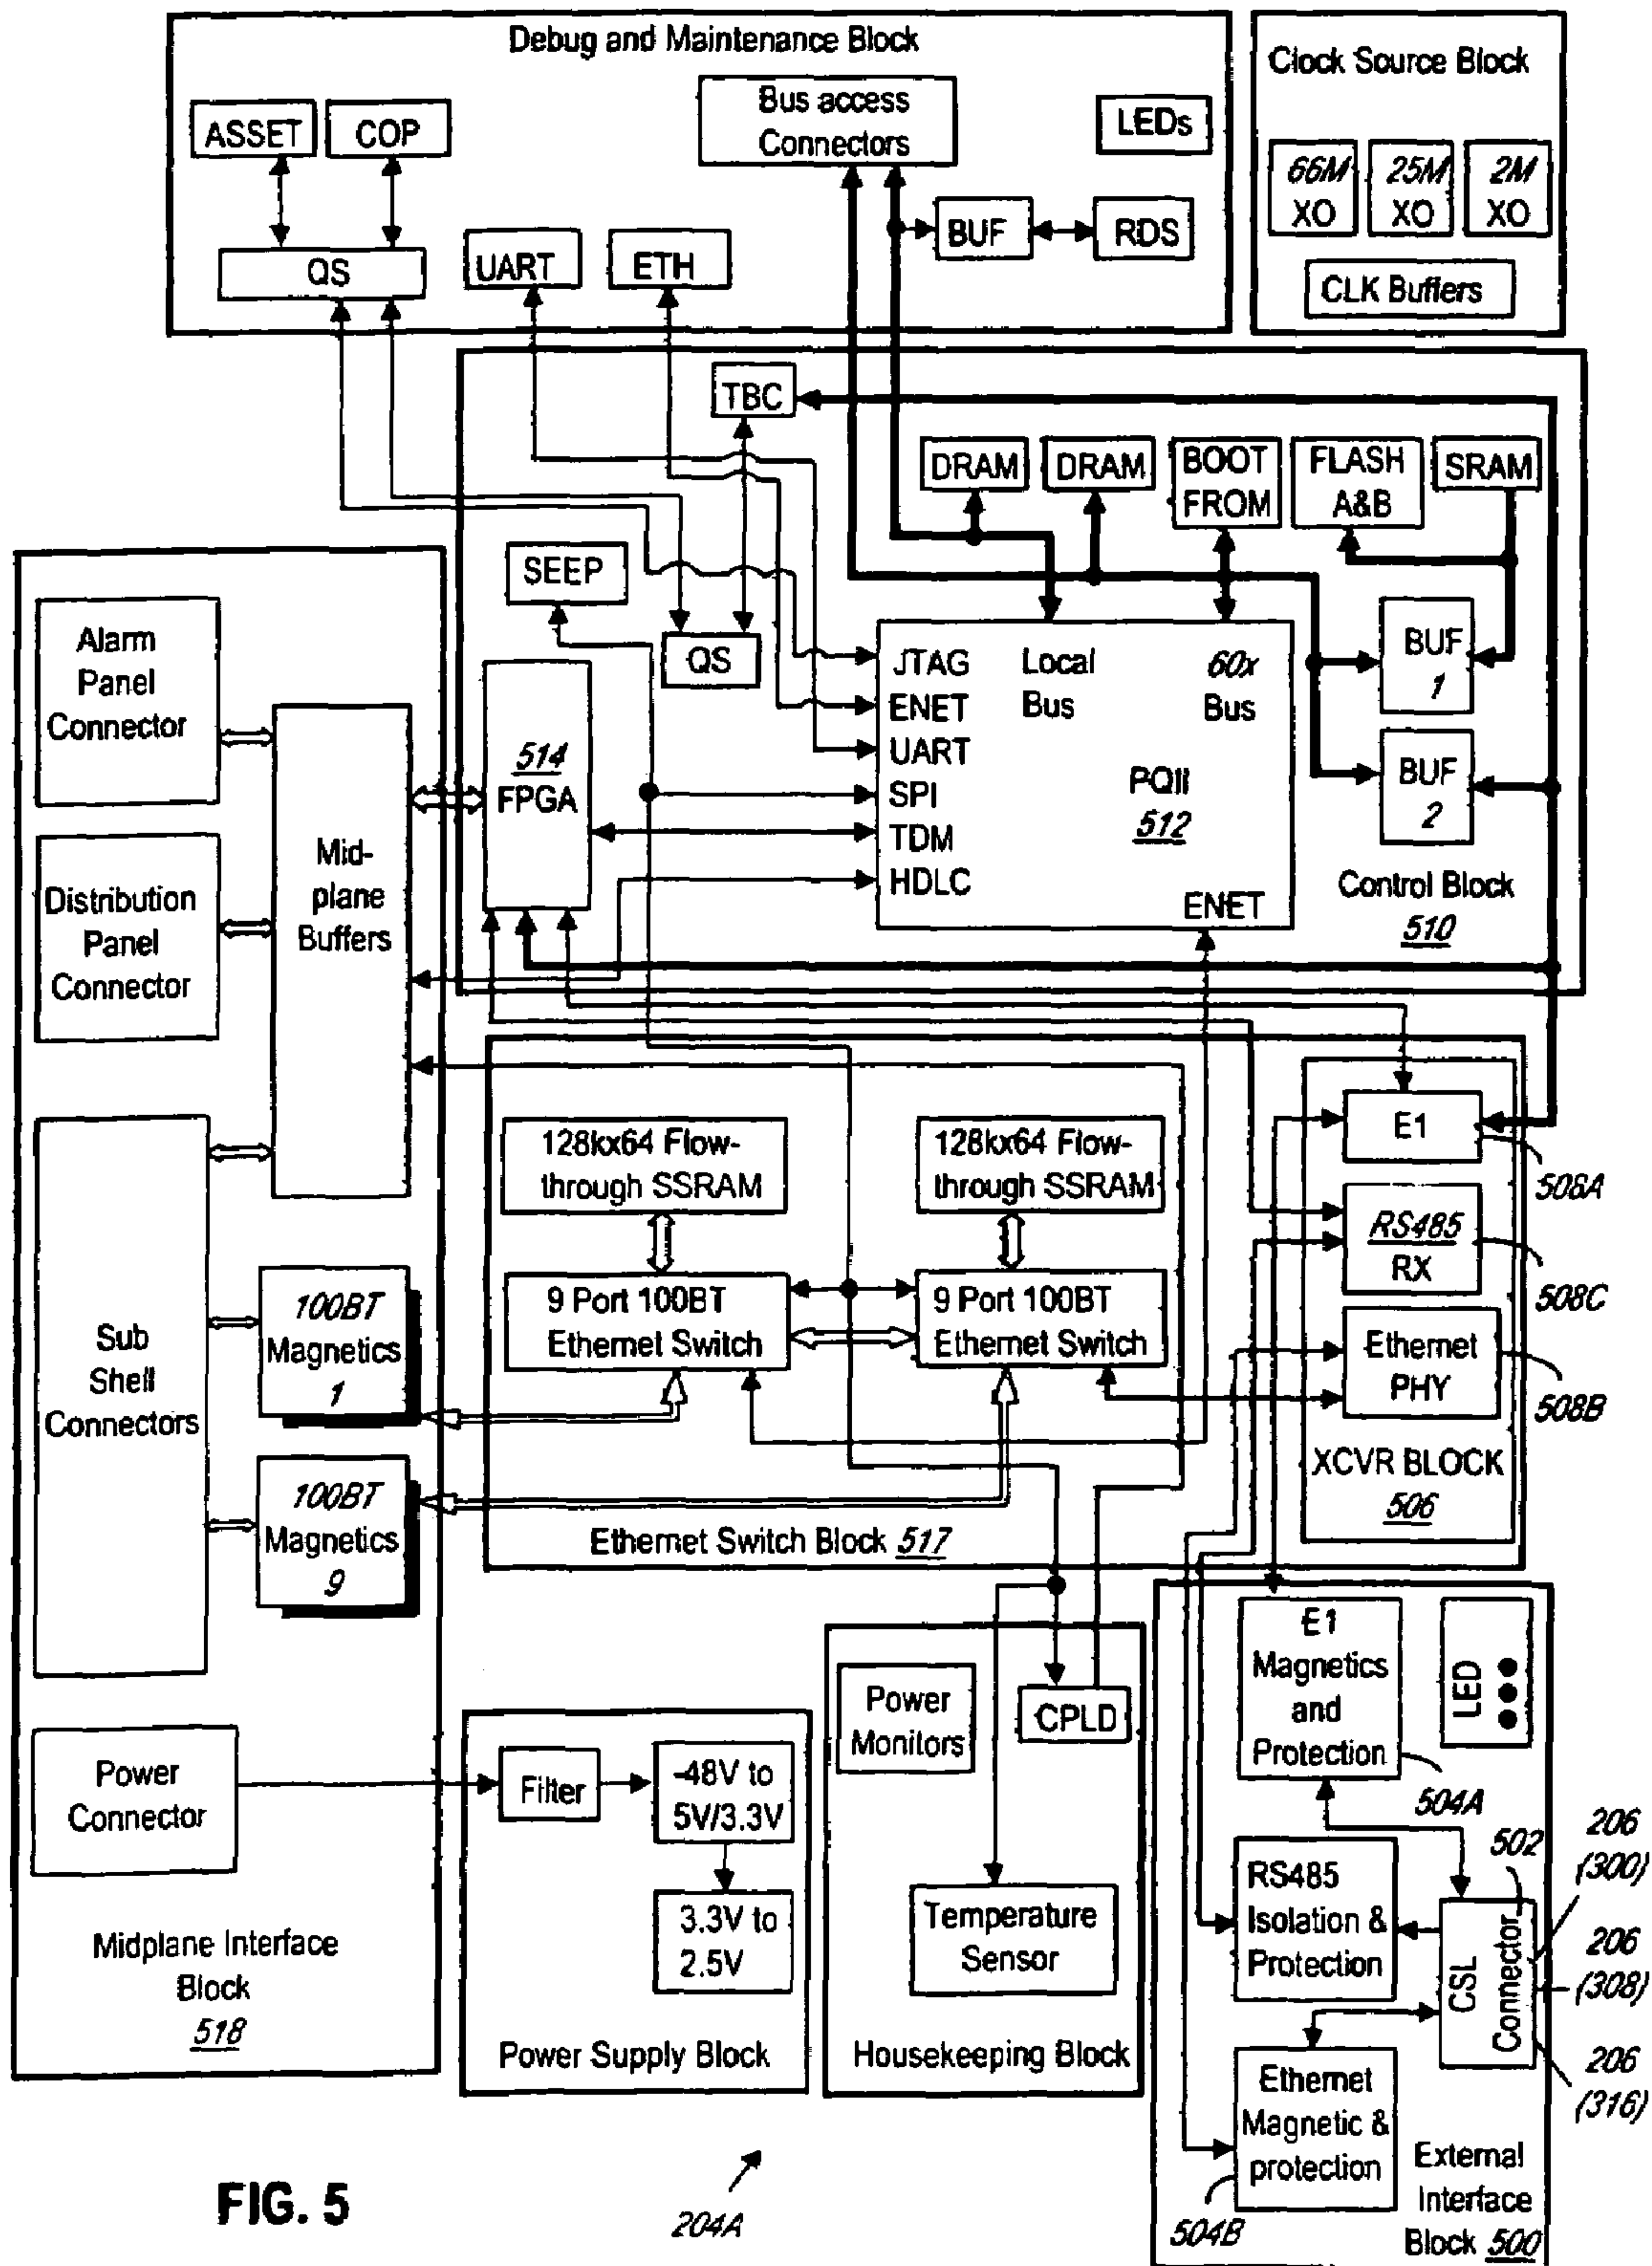 Debug and Maintenance Block
ASSET
COP
Bus access
Connectors
LEDs
QS
UART
ETH
BUF
RDS
Clock Source Block
66M
XO
25M
XO
2M
XO
CLK Buffers
TBC
DRAM
DRAM
BOOT
FROM
FLASH
A&B
SRAM
SEEP
QS
514
FPGA
JTAG
ENET
UART
SPI
TDM
HDLC
Local
Bus
60x
Bus
PQII
512
ENET
BUF
1
BUF
2
Control Block
510
Alarm
Panel
Connector
Distribution
Panel
Connector
Mid-
plane
Buffers
Sub
Shell
Connectors
100BT
Magnetics
1
100BT
Magnetics
9
Power
Connector
Midplane Interface
Block
518
128kx64 Flow-
through SSRAM
128kx64 Flow-
through SSRAM
9 Port 100BT
Ethernet Switch
9 Port 100BT
Ethernet Switch
Ethernet Switch Block 517
E1
508A
RS485
RX
508C
Ethernet
PHY
508B
XCVR BLOCK
506
Filter
-48V to
5V/3.3V
3.3V to
2.5V
Power Supply Block
Power
Monitors
CPLD
Temperature
Sensor
Housekeeping Block
E1
Magnetics
and
Protection
504A
LED
RS485
Isolation &
Protection
502
CSL
Connector
206
(300)
206
(308)
206
(316)
Ethernet
Magnetic &
protection
504B
External
Interface
Block 500
FIG. 5
204A